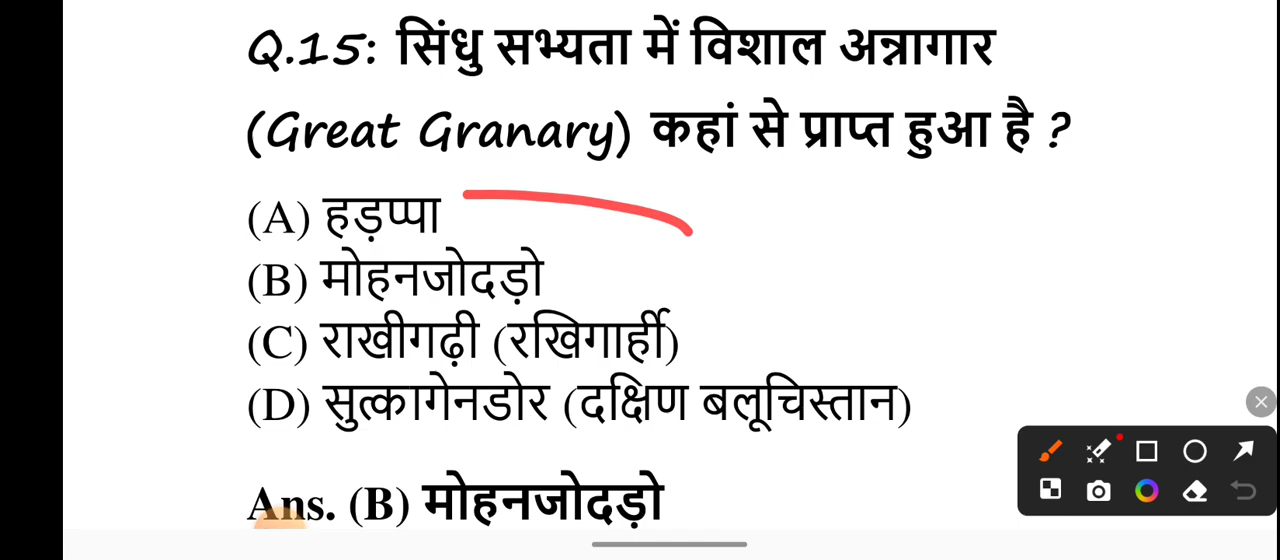 Q.15: सिंधु सभ्यता में विशाल अन्नागार
(Great Granary) कहां से प्राप्त हुआ है ?
(A) हड़प्पा
(B) मोहनजोदड़ो
(C) राखीगढ़ी (रखिगार्ही)
(D) सुत्कागेनडोर (दक्षिण बलूचिस्तान)
Ans. (B) मोहनजोदड़ो